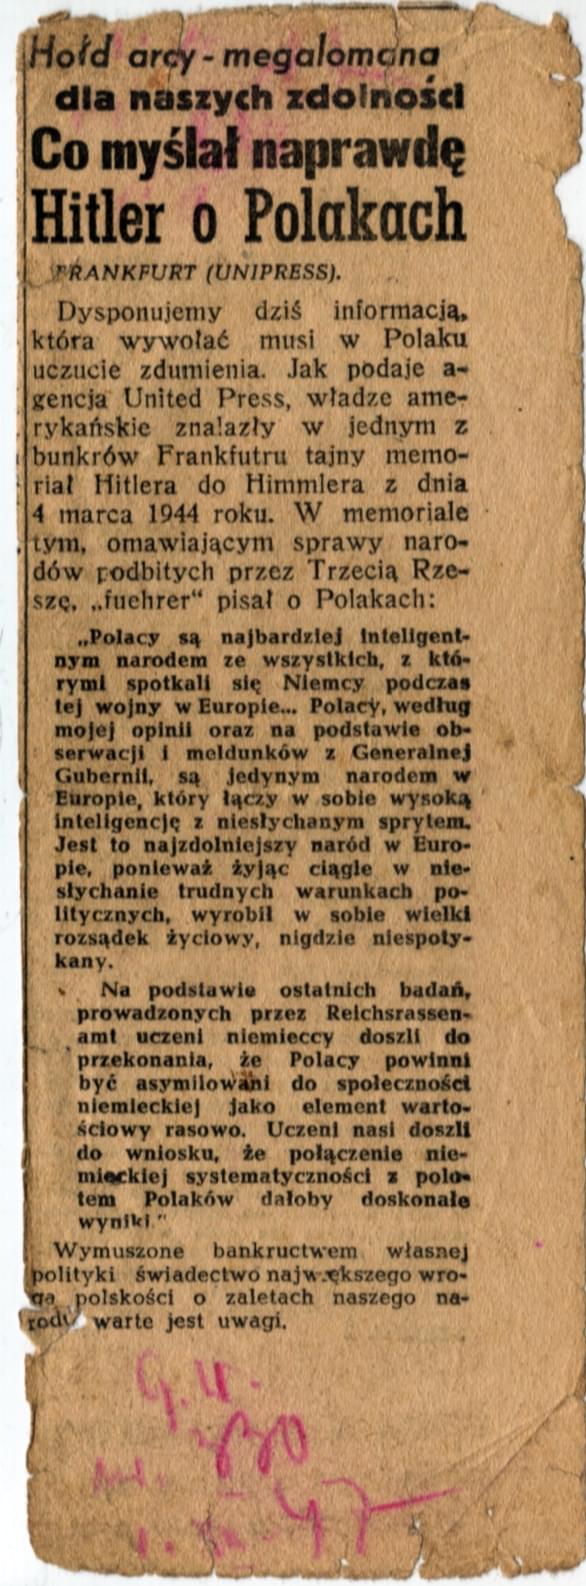 Hołd arcy-megalomana
dla naszych zdolności
Co myślał naprawdę
Hitler o Polakach
FRANKFURT (UNIPRESS).
Dysponujemy dziś informacją,
która wywołać musi w Polaku
uczucie zdumienia. Jak podaje a-
gencja United Press, władze ame-
rykańskie znalazły w jednym z
bunkrów Frankfutru tajny memo-
riał Hitlera do Himmlera z dnia
4 marca 1944 roku. W memoriale
tym, omawiającym sprawy naro-
dów podbitych przez Trzecią Rze-
szę, „fuehrer" pisał o Polakach:
„Polacy są najbardziej inteligent-
nym narodem ze wszystkich, z któ-
rymi spotkali się Niemcy podczas
tej wojny w Europie... Polacy, według
mojej opinii oraz na podstawie ob-
serwacji i meldunków z Generalnej
Gubernii, są jedynym narodem w
Europie, który łączy w sobie wysoką
inteligencję z niesłychanym sprytem.
Jest to najzdolniejszy naród w Euro-
pie, ponieważ żyjąc ciągle w nie-
słychanie trudnych warunkach po-
litycznych, wyrobił w sobie wielki
rozsądek życiowy, nigdzie niespoty-
kany.
Na podstawie ostatnich badań,
prowadzonych przez Reichsrassen-
amt uczeni niemieccy doszli do
przekonania, że Polacy powinni
być asymilowani do społeczności
niemieckiej jako element warto-
ściowy rasowo. Uczeni nasi doszli
do wniosku, że połączenie nie-
mieckiej systematyczności z polo-
tem Polaków dałoby doskonałe
wyniki."
Wymuszone bankructwem własnej
polityki świadectwo największego wro-
ga polskości o zaletach naszego na-
rodu warte jest uwagi.
330
47